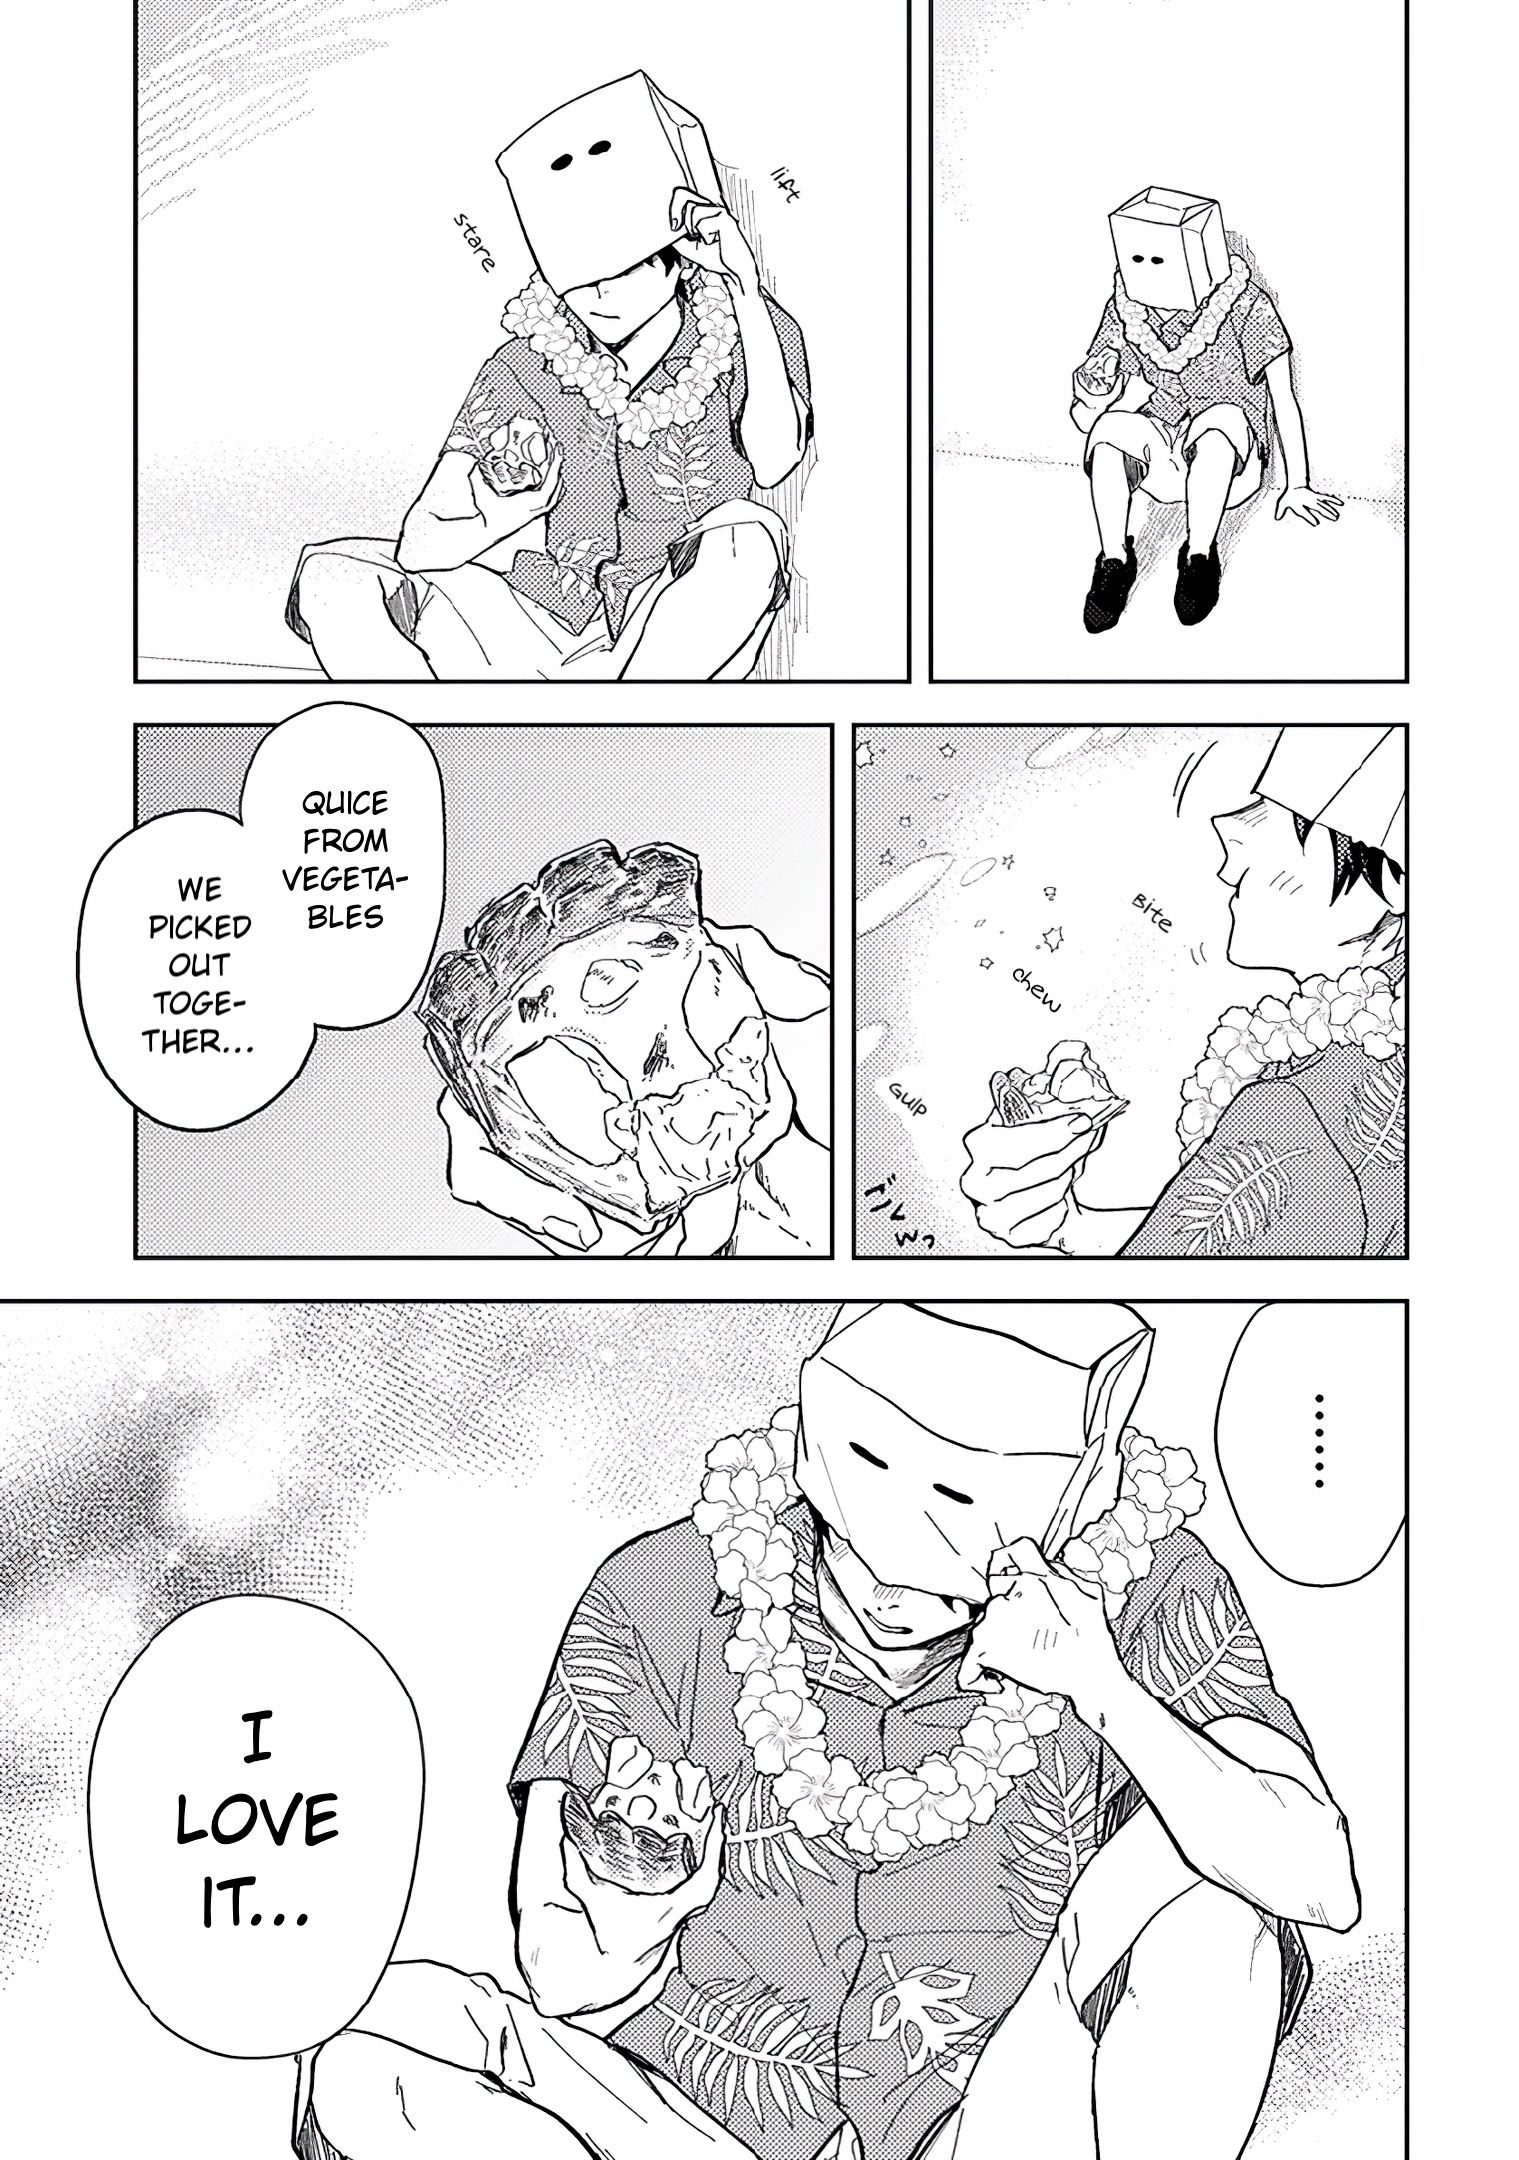 lift
stare
Bite
chew
Gulp
QUICE
FROM
VEGETA-
BLES
WE
PICKED
OUT
TOGE-
THER...
......
I
LOVE
IT...